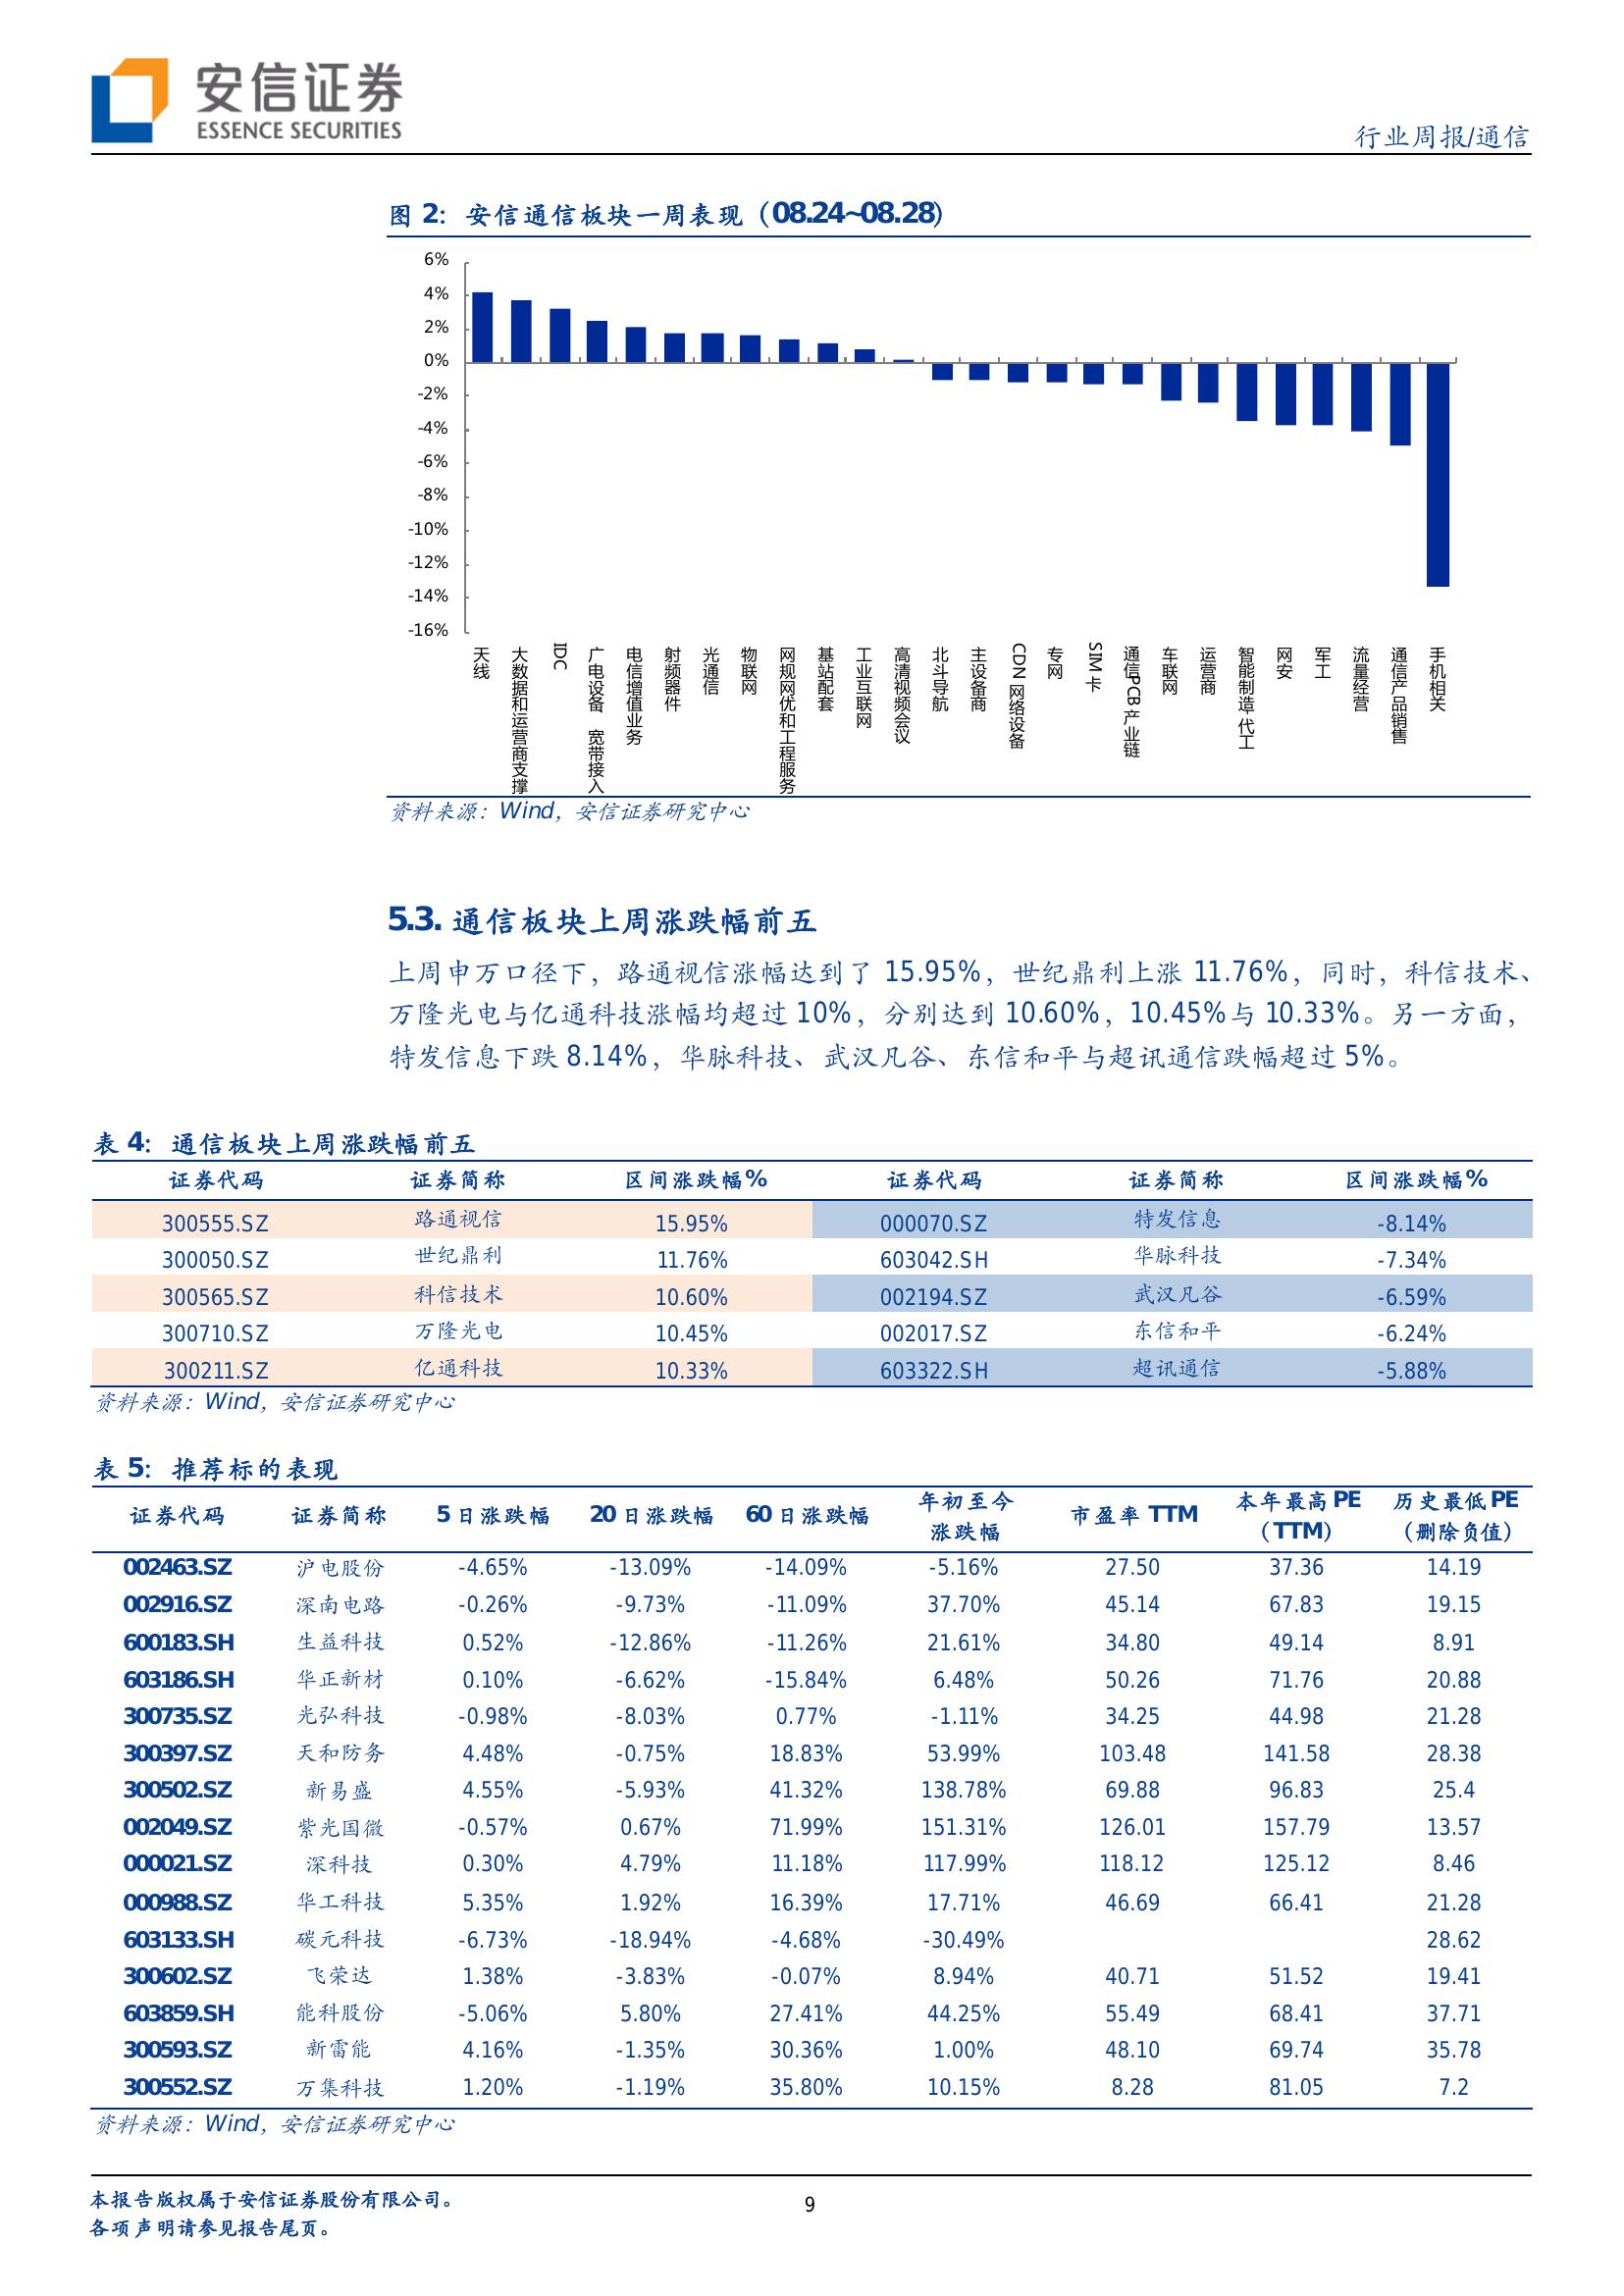 安信证券
ESSENCE SECURITIES
行业周报/通信
图 2：安信通信板块一周表现（08.24~08.28）
6%
4%
2%
0%
-2%
-4%
-6%
-8%
-10%
-12%
-14%
-16%
天线
大数据和运营商支撑
IDC
广电设备 宽带接入
电信增值业务
射频器件
光通信
物联网
网规网优和工程服务
基站配套
工业互联网
高清视频会议
北斗导航
主设备商
CDN 网络设备
专网
SIM 卡
通信PCB 产业链
车联网
运营商
智能制造 代工
网安
军工
流量经营
通信产品销售
手机相关
资料来源：Wind，安信证券研究中心
5.3. 通信板块上周涨跌幅前五
上周申万口径下，路通视信涨幅达到了 15.95%，世纪鼎利上涨 11.76%，同时，科信技术、
万隆光电与亿通科技涨幅均超过 10%，分别达到 10.60%，10.45%与 10.33%。另一方面，
特发信息下跌 8.14%，华脉科技、武汉凡谷、东信和平与超讯通信跌幅超过 5%。
表 4：通信板块上周涨跌幅前五
证券代码 证券简称 区间涨跌幅% 证券代码 证券简称 区间涨跌幅%
300555.SZ 路通视信 15.95% 000070.SZ 特发信息 -8.14%
300050.SZ 世纪鼎利 11.76% 603042.SH 华脉科技 -7.34%
300565.SZ 科信技术 10.60% 002194.SZ 武汉凡谷 -6.59%
300710.SZ 万隆光电 10.45% 002017.SZ 东信和平 -6.24%
300211.SZ 亿通科技 10.33% 603322.SH 超讯通信 -5.88%
资料来源：Wind，安信证券研究中心
表 5：推荐标的表现
证券代码 证券简称 5 日涨跌幅 20 日涨跌幅 60 日涨跌幅 年初至今涨跌幅 市盈率 TTM 本年最高 PE（TTM） 历史最低 PE（删除负值）
002463.SZ 沪电股份 -4.65% -13.09% -14.09% -5.16% 27.50 37.36 14.19
002916.SZ 深南电路 -0.26% -9.73% -11.09% 37.70% 45.14 67.83 19.15
600183.SH 生益科技 0.52% -12.86% -11.26% 21.61% 34.80 49.14 8.91
603186.SH 华正新材 0.10% -6.62% -15.84% 6.48% 50.26 71.76 20.88
300735.SZ 光弘科技 -0.98% -8.03% 0.77% -1.11% 34.25 44.98 21.28
300397.SZ 天和防务 4.48% -0.75% 18.83% 53.99% 103.48 141.58 28.38
300502.SZ 新易盛 4.55% -5.93% 41.32% 138.78% 69.88 96.83 25.4
002049.SZ 紫光国微 -0.57% 0.67% 71.99% 151.31% 126.01 157.79 13.57
000021.SZ 深科技 0.30% 4.79% 11.18% 117.99% 118.12 125.12 8.46
000988.SZ 华工科技 5.35% 1.92% 16.39% 17.71% 46.69 66.41 21.28
603133.SH 碳元科技 -6.73% -18.94% -4.68% -30.49% 28.62
300602.SZ 飞荣达 1.38% -3.83% -0.07% 8.94% 40.71 51.52 19.41
603859.SH 能科股份 -5.06% 5.80% 27.41% 44.25% 55.49 68.41 37.71
300593.SZ 新雷能 4.16% -1.35% 30.36% 1.00% 48.10 69.74 35.78
300552.SZ 万集科技 1.20% -1.19% 35.80% 10.15% 8.28 81.05 7.2
资料来源：Wind，安信证券研究中心
本报告版权属于安信证券股份有限公司。
各项声明请参见报告尾页。
9